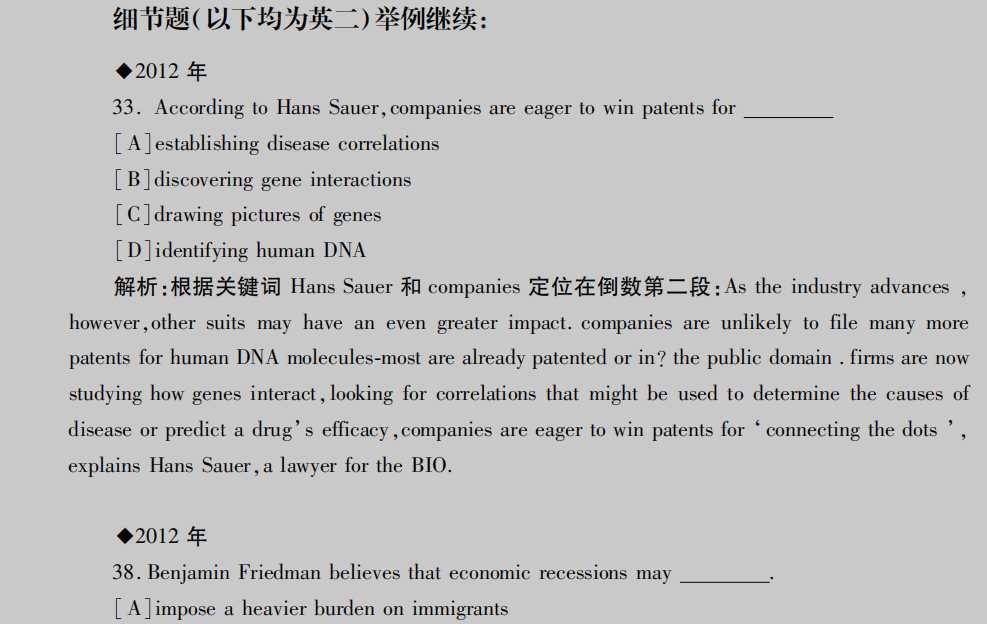 细节题(以下均为英二)举例继续:
◆2012 年
33. According to Hans Sauer,companies are eager to win patents for ________
[A]establishing disease correlations
[B]discovering gene interactions
[C]drawing pictures of genes
[D]identifying human DNA
解析:根据关键词 Hans Sauer 和 companies 定位在倒数第二段:As the industry advances ,
however,other suits may have an even greater impact. companies are unlikely to file many more
patents for human DNA molecules-most are already patented or in? the public domain . firms are now
studying how genes interact,looking for correlations that might be used to determine the causes of
disease or predict a drug's efficacy,companies are eager to win patents for ‘connecting the dots ’,
explains Hans Sauer,a lawyer for the BIO.
◆2012 年
38. Benjamin Friedman believes that economic recessions may ________.
[A]impose a heavier burden on immigrants